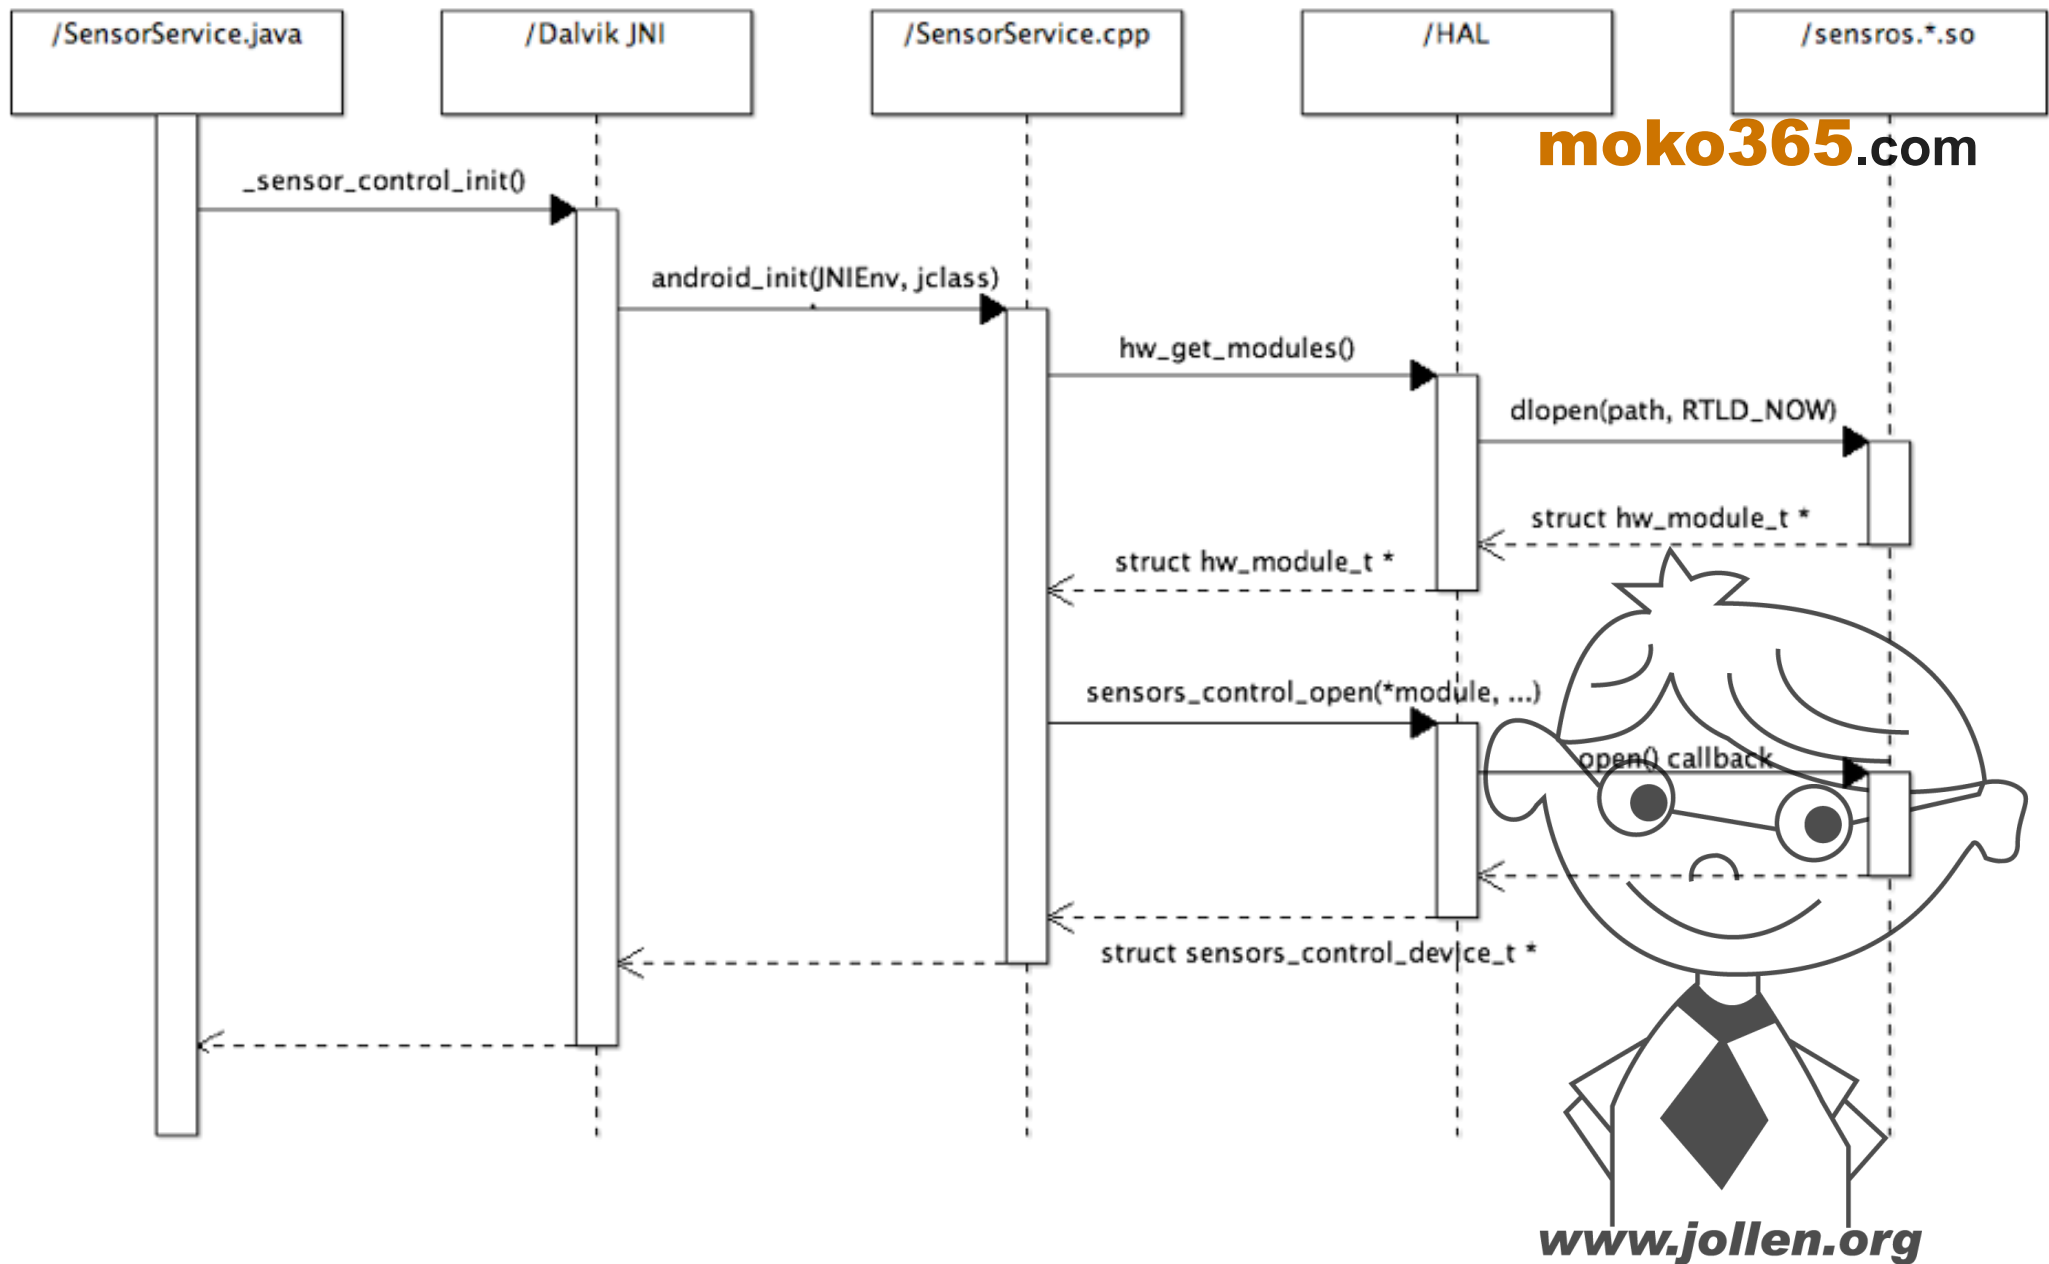 /SensorService.java
/Dalvik JNI
/SensorService.cpp
/HAL
/sensros.*.so
moko365.com
_sensor_control_init()
android_init(JNIEnv, jclass)
hw_get_modules()
dlopen(path, RTLD_NOW)
struct hw_module_t *
struct hw_module_t *
sensors_control_open(*module, ...)
open() callback
struct sensors_control_device_t *
www.jollen.org